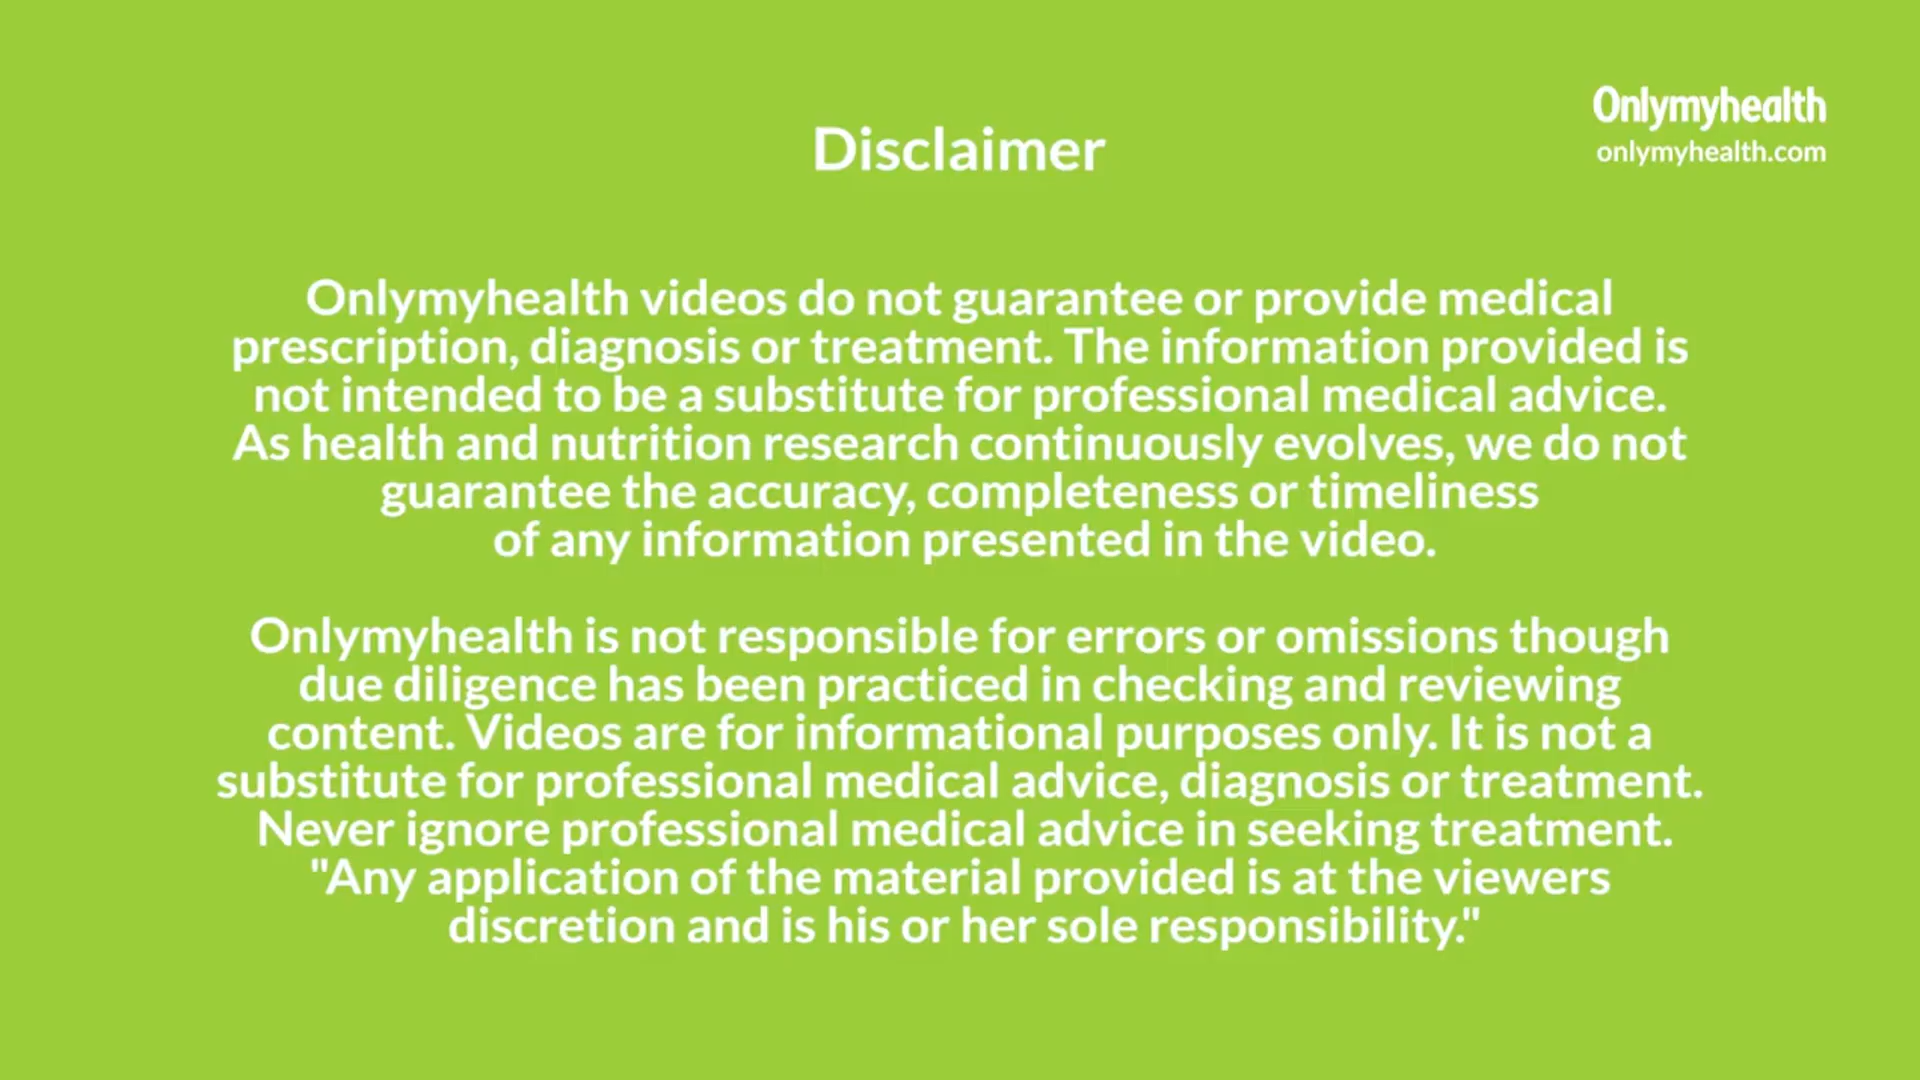 Onlymyhealth
onlymyhealth.com
Disclaimer
Onlymyhealth videos do not guarantee or provide medical
prescription, diagnosis or treatment. The information provided is
not intended to be a substitute for professional medical advice.
As health and nutrition research continuously evolves, we do not
guarantee the accuracy, completeness or timeliness
of any information presented in the video.
Onlymyhealth is not responsible for errors or omissions though
due diligence has been practiced in checking and reviewing
content. Videos are for informational purposes only. It is not a
substitute for professional medical advice, diagnosis or treatment.
Never ignore professional medical advice in seeking treatment.
"Any application of the material provided is at the viewers
discretion and is his or her sole responsibility."